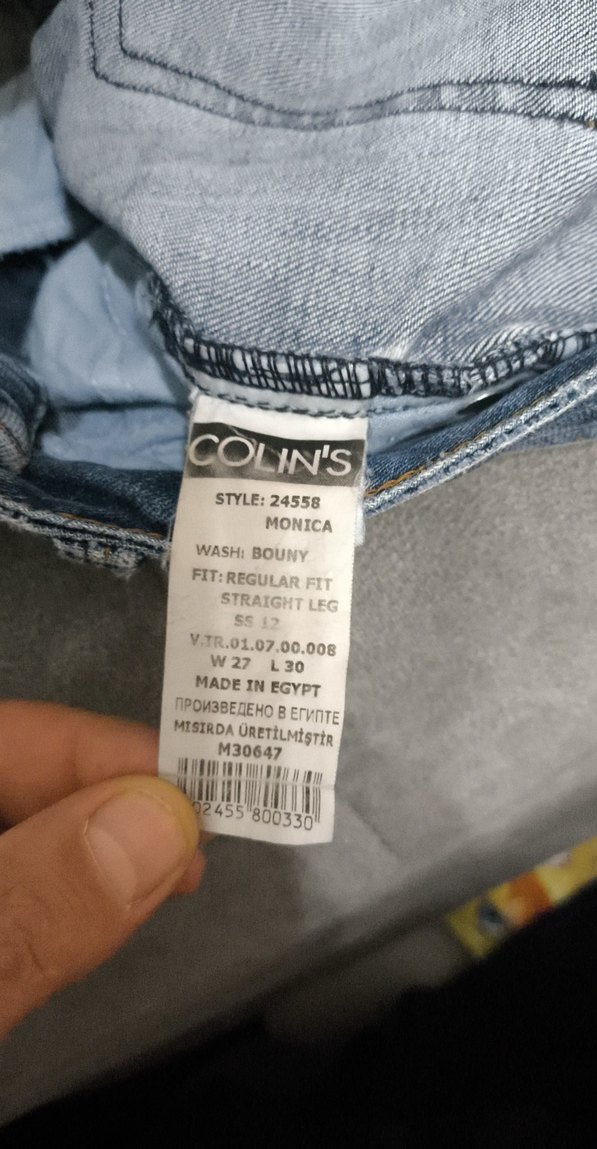 COLIN'S
STYLE: 24558
MONICA
WASH: BOUNY
FIT: REGULAR FIT
STRAIGHT LEG
SS 12
V.TR.01.07.00.008
W 27 L 30
MADE IN EGYPT
ПРОИЗВЕДЕНО В ЕГИПТЕ
MISIRDA ÜRETİLMİŞTİR
M30647
02455 800330